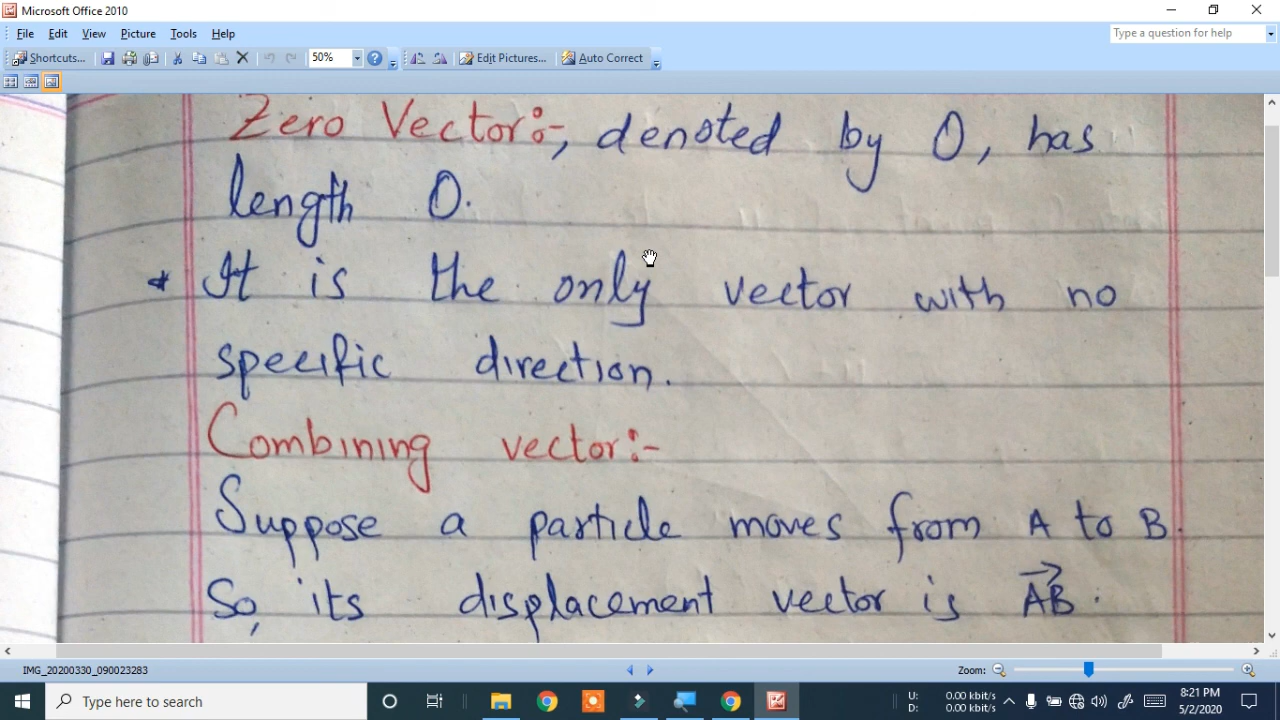 Microsoft Office 2010
File Edit View Picture Tools Help
Type a question for help
Shortcuts... 50% Edit Pictures... Auto Correct
Zero Vector:-, denoted by 0, has
length 0.
* It is the only vector with no
specific direction.
Combining vector:-
Suppose a particle moves from A to B.
So, its displacement vector is AB⃗.
IMG_20200330_090023283
Zoom:
Type here to search
U: 0.00 kbit/s
D: 0.00 kbit/s
8:21 PM
5/2/2020